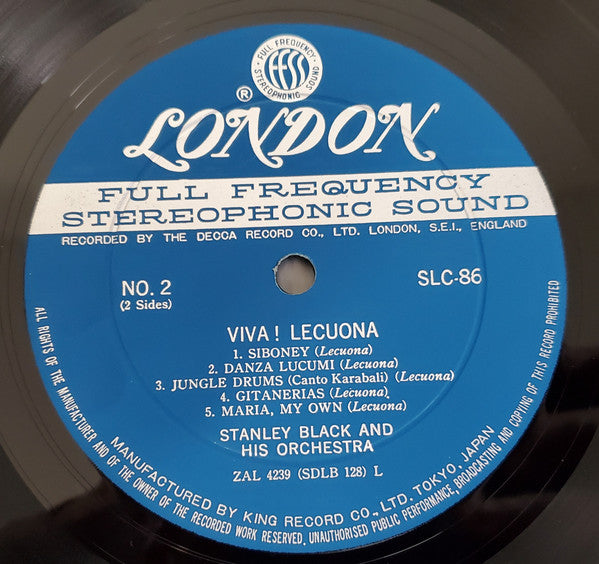 FULL FREQUENCY
ffss
STEREOPHONIC SOUND
®
LONDON
FULL FREQUENCY
STEREOPHONIC SOUND
RECORDED BY THE DECCA RECORD CO., LTD. LONDON, S.E.I., ENGLAND
NO. 2
(2 Sides)
SLC-86
VIVA! LECUONA
1. SIBONEY (Lecuona)
2. DANZA LUCUMI (Lecuona)
3. JUNGLE DRUMS (Canto Karabali) (Lecuona)
4. GITANERIAS (Lecuona)
5. MARIA, MY OWN (Lecuona)
STANLEY BLACK AND
HIS ORCHESTRA
ZAL 4239 (SDLB 128) L
ALL RIGHTS OF THE MANUFACTURER AND OF THE OWNER OF THE RECORDED WORK RESERVED. UNAUTHORISED PUBLIC PERFORMANCE, BROADCASTING AND COPYING OF THIS RECORD PROHIBITED
MANUFACTURED BY KING RECORD CO., LTD. TOKYO, JAPAN